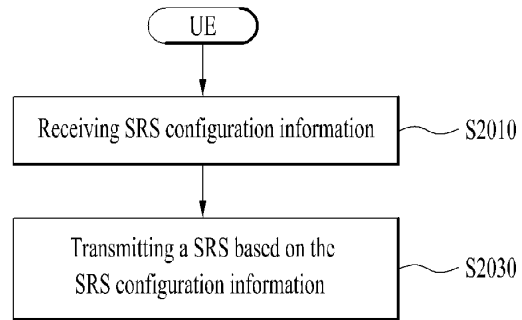 UE
Receiving SRS configuration information
S2010
Transmitting a SRS based on the
SRS configuration information
S2030